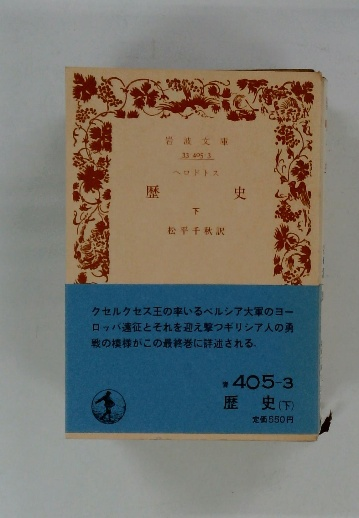 岩波文庫
33-405-3
ヘロドトス
歴史
下
松平千秋訳
クセルクセス王の率いるペルシア大軍のヨー
ロッパ遠征とそれを迎え撃つギリシア人の勇
戦の模様がこの最終巻に詳述される.
青405-3
歴史(下)
定価550円